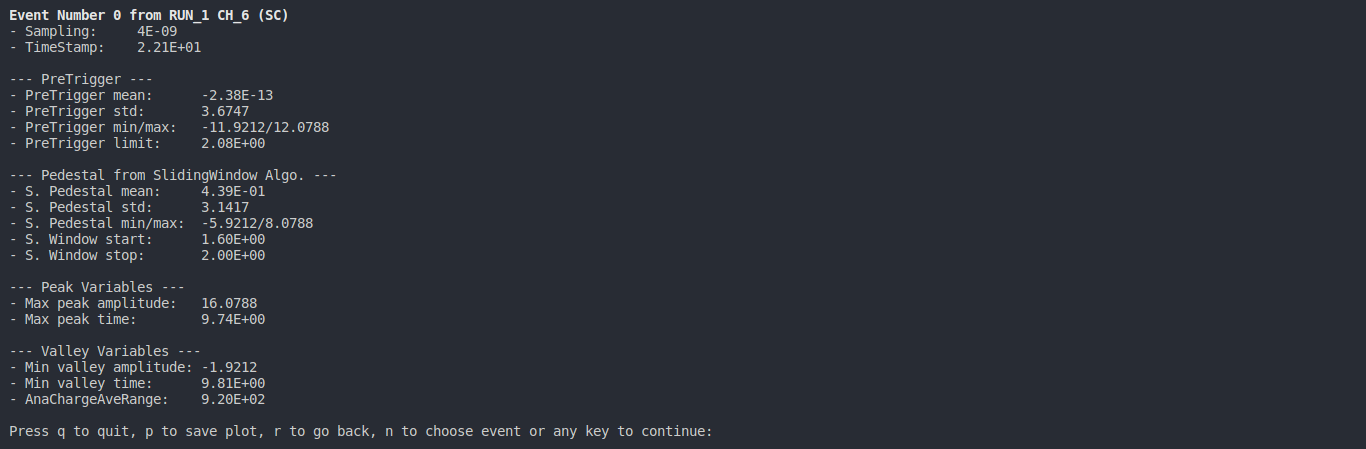 Event Number 0 from RUN_1 CH_6 (SC)
- Sampling:     4E-09
- TimeStamp:    2.21E+01

--- PreTrigger ---
- PreTrigger mean:      -2.38E-13
- PreTrigger std:       3.6747
- PreTrigger min/max:   -11.9212/12.0788
- PreTrigger limit:     2.08E+00

--- Pedestal from SlidingWindow Algo. ---
- S. Pedestal mean:     4.39E-01
- S. Pedestal std:      3.1417
- S. Pedestal min/max:  -5.9212/8.0788
- S. Window start:      1.60E+00
- S. Window stop:       2.00E+00

--- Peak Variables ---
- Max peak amplitude:   16.0788
- Max peak time:        9.74E+00

--- Valley Variables ---
- Min valley amplitude: -1.9212
- Min valley time:      9.81E+00
- AnaChargeAveRange:    9.20E+02

Press q to quit, p to save plot, r to go back, n to choose event or any key to continue: